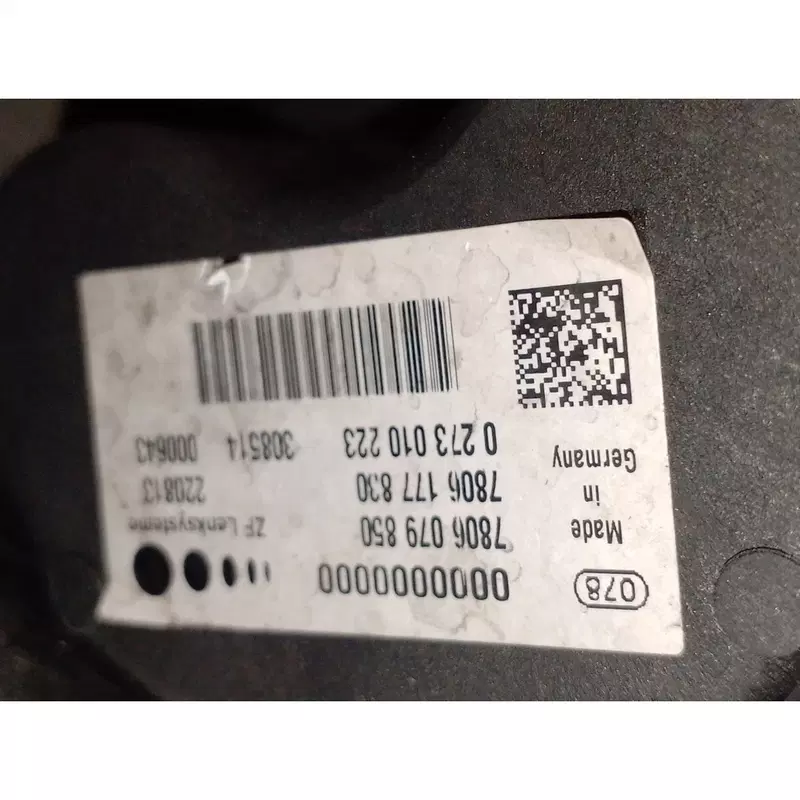 078
0000000000
Made
7806 079 850
ZF Lenksysteme
in
7806 177 830
220813
Germany
0 273 010 223
308514
000643